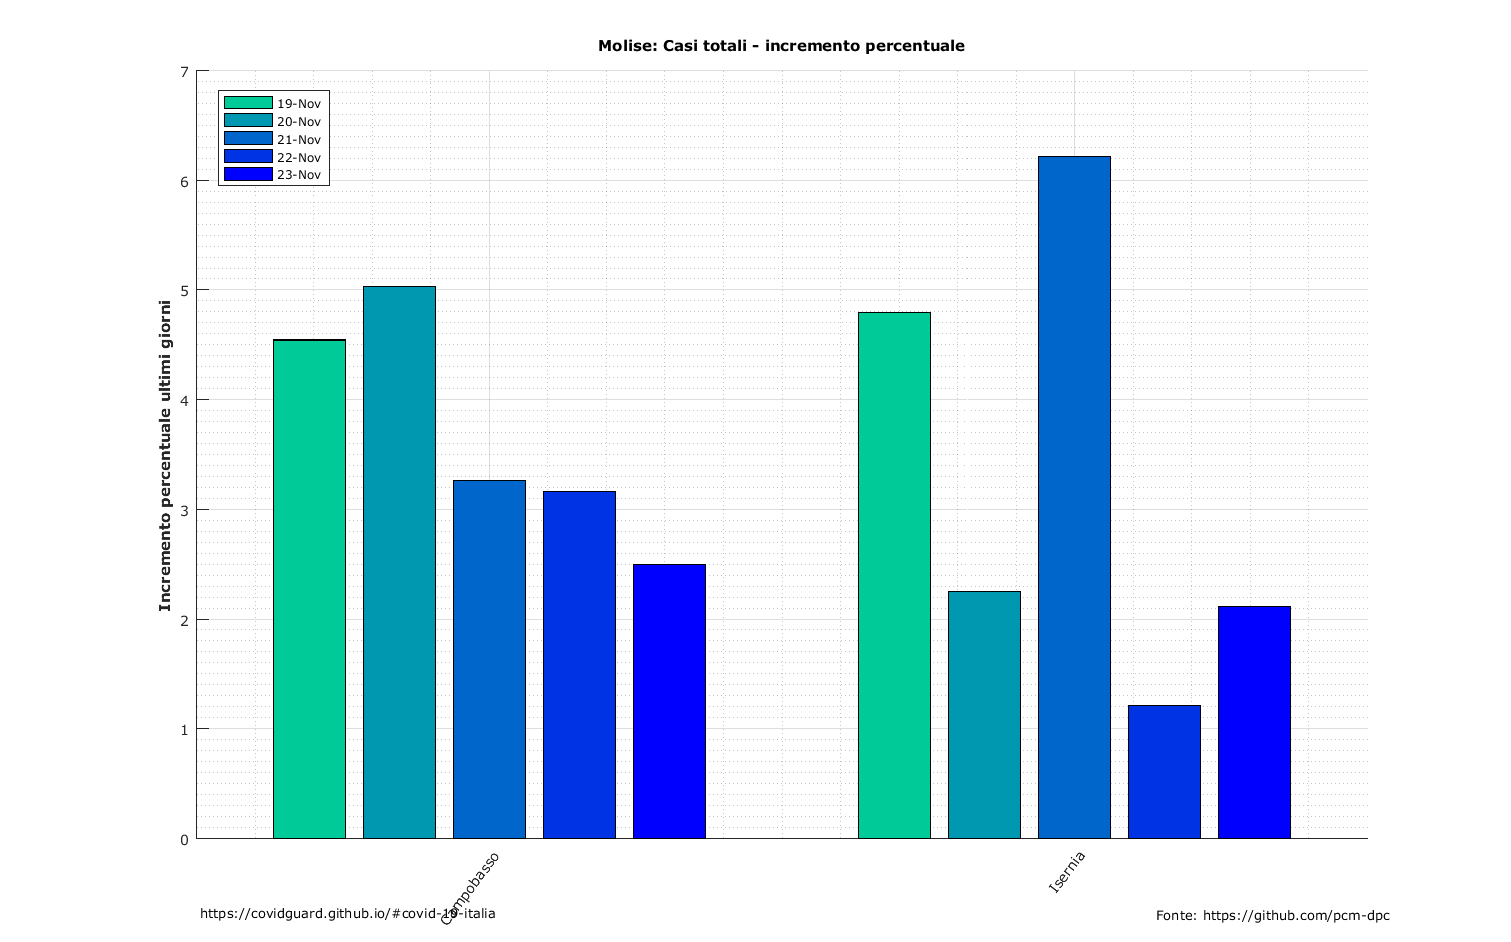 Molise: Casi totali - incremento percentuale
Incremento percentuale ultimi giorni
7
6
5
4
3
2
1
0
19-Nov
20-Nov
21-Nov
22-Nov
23-Nov
Campobasso
Isernia
https://covidguard.github.io/#covid-19-italia
Fonte: https://github.com/pcm-dpc